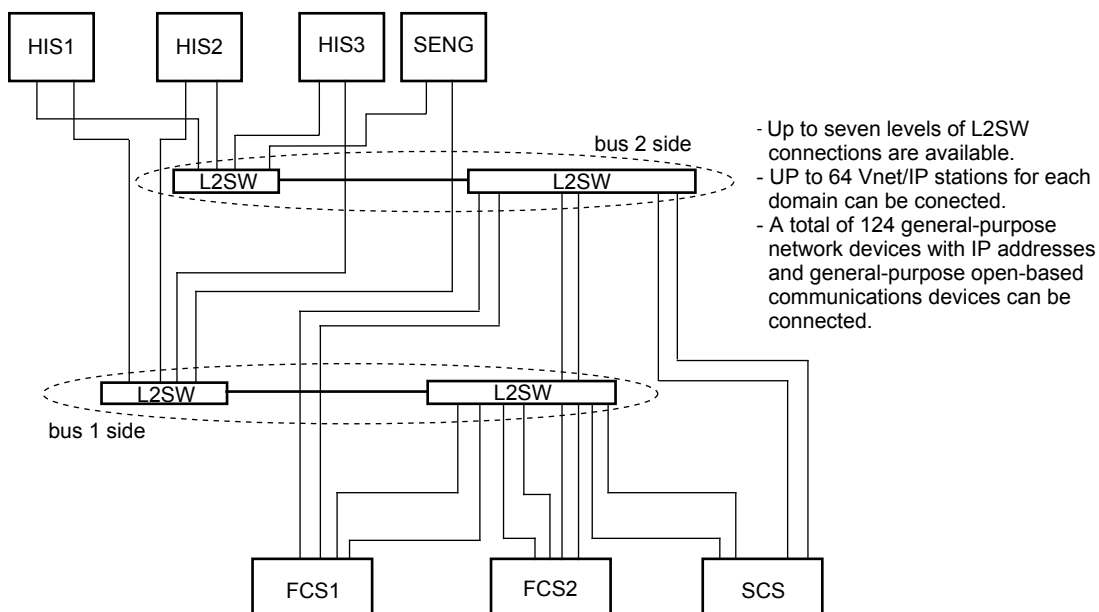 HIS1
HIS2
HIS3
SENG
bus 2 side
L2SW
L2SW
- Up to seven levels of L2SW
connections are available.
- UP to 64 Vnet/IP stations for each
domain can be conected.
- A total of 124 general-purpose
network devices with IP addresses
and general-purpose open-based
communications devices can be
connected.
L2SW
L2SW
bus 1 side
FCS1
FCS2
SCS